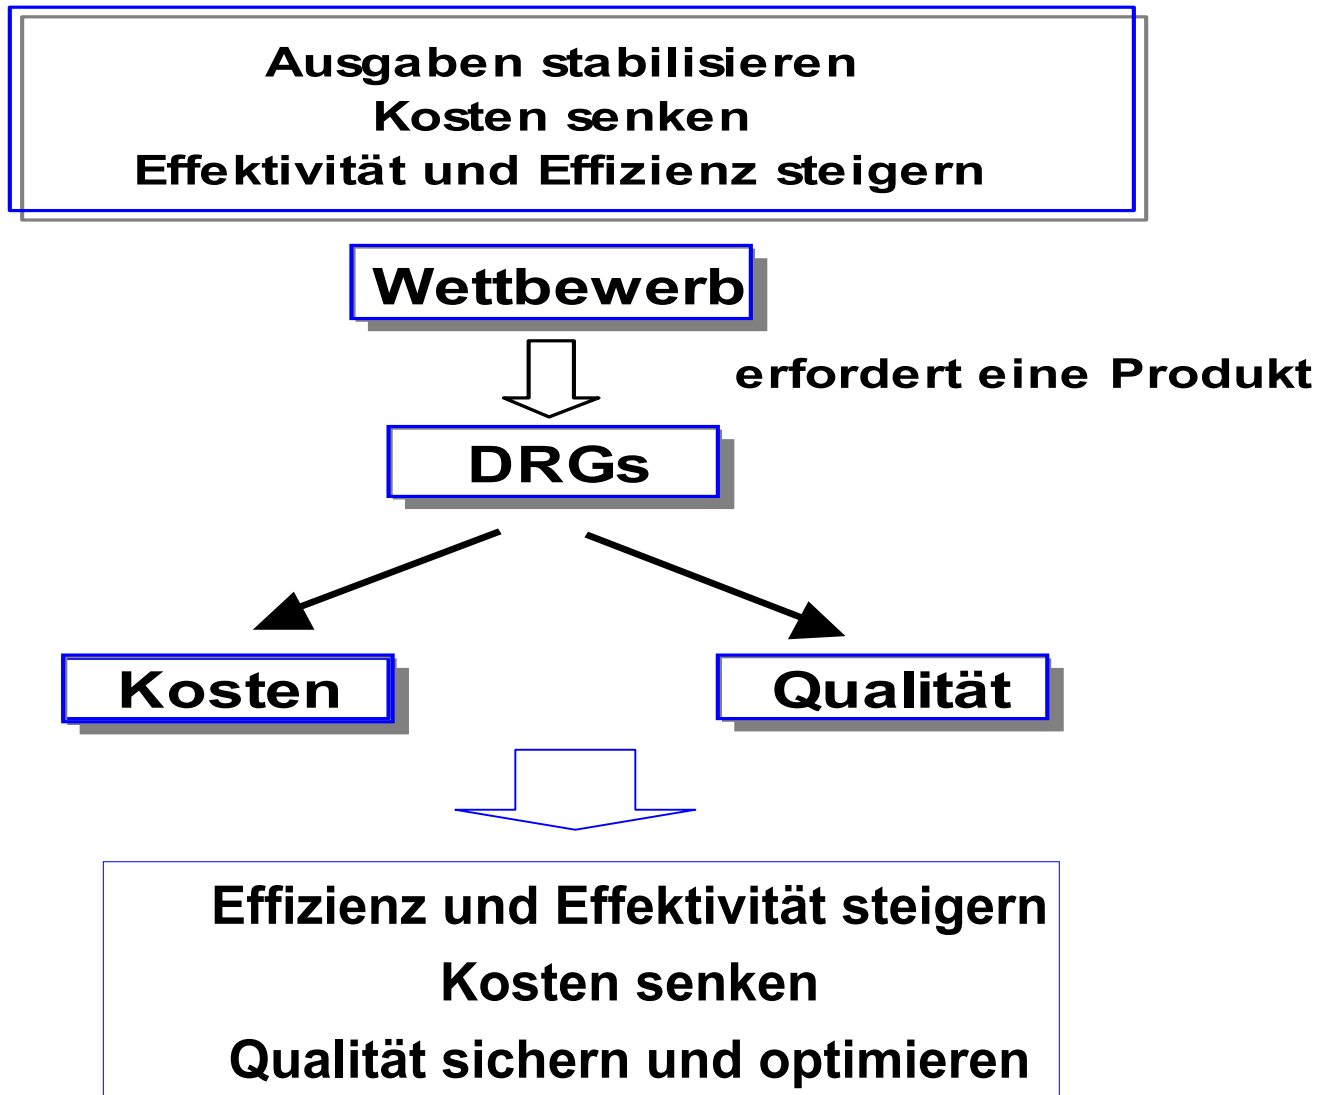 Ausgaben stabilisieren
Kosten senken
Effektivität und Effizienz steigern
Wettbewerb
erfordert eine Produkt
DRGs
Kosten
Qualität
Effizienz und Effektivität steigern
Kosten senken
Qualität sichern und optimieren